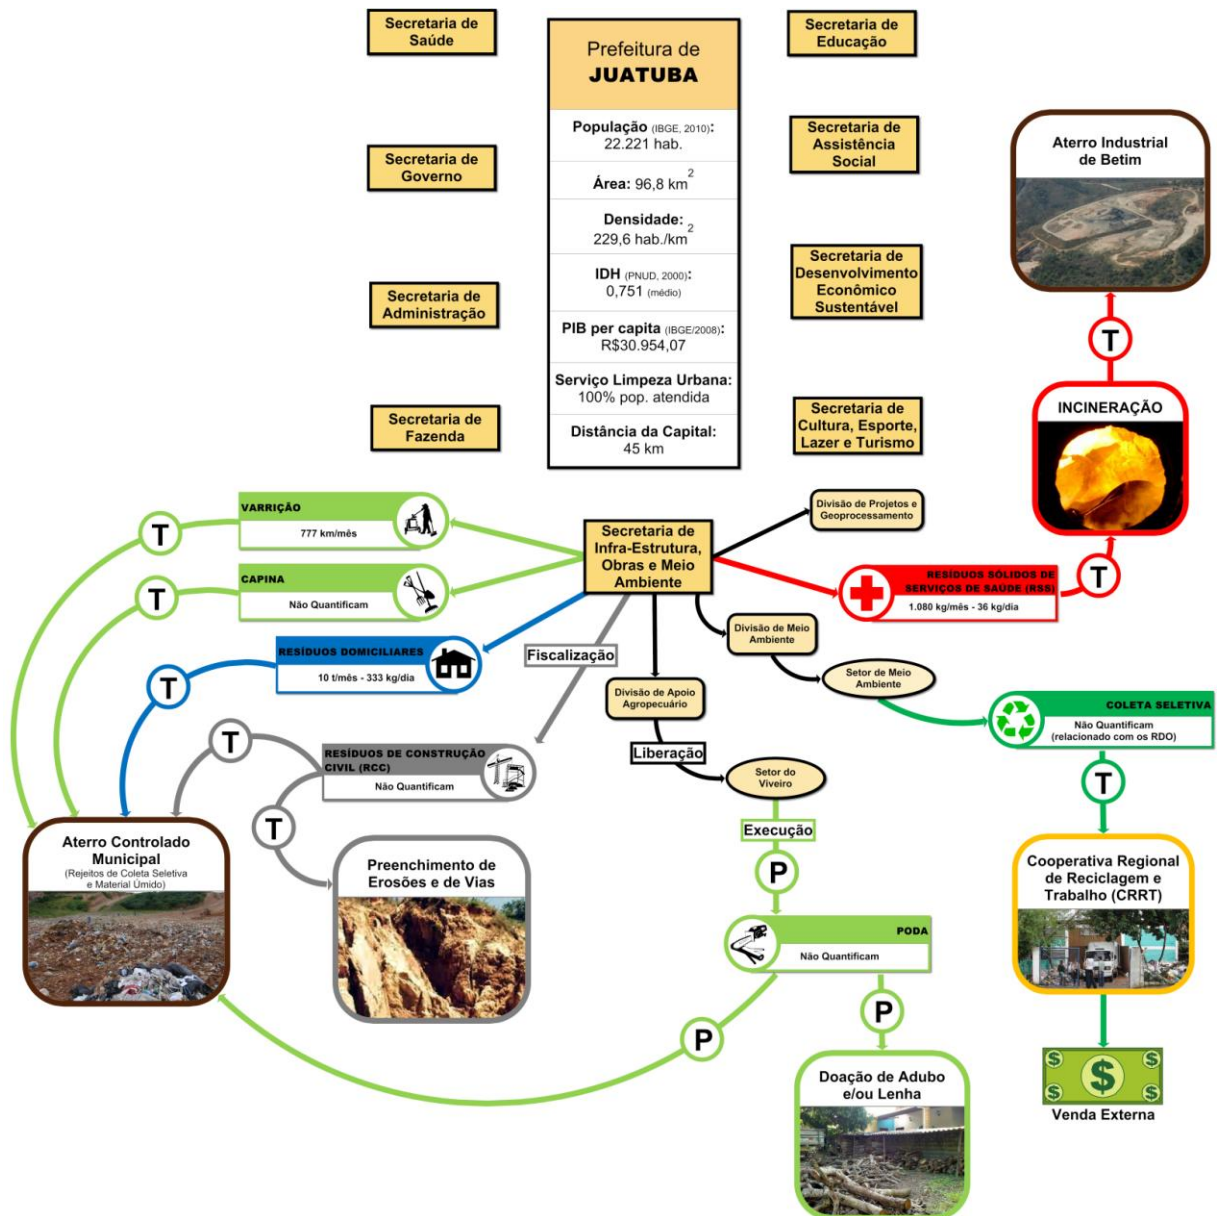 Secretaria de
Saúde
Secretaria de
Governo
Secretaria de
Administração
Secretaria de
Fazenda
Prefeitura de
JUATUBA
População (IBGE, 2010):
22.221 hab.
Área: 96,8 km²
Densidade:
229,6 hab./km²
IDH (PNUD, 2000):
0,751 (médio)
PIB per capita (IBGE/2008):
R$30.954,07
Serviço Limpeza Urbana:
100% pop. atendida
Distância da Capital:
45 km
Secretaria de
Educação
Secretaria de
Assistência
Social
Secretaria de
Desenvolvimento
Econômico
Sustentável
Secretaria de
Cultura, Esporte,
Lazer e Turismo
Aterro Industrial
de Betim
T
INCINERAÇÃO
T
Divisão de Projetos e
Geoprocessamento
Secretaria de
Infra-Estrutura,
Obras e Meio
Ambiente
RESÍDUOS SÓLIDOS DE
SERVIÇOS DE SAÚDE (RSS)
1.080 kg/mês - 36 kg/dia
VARRIÇÃO
777 km/mês
T
CAPINA
Não Quantificam
T
RESÍDUOS DOMICILIARES
10 t/mês - 333 kg/dia
T
Fiscalização
RESÍDUOS DE CONSTRUÇÃO
CIVIL (RCC)
Não Quantificam
T
T
Divisão de Meio
Ambiente
Setor de Meio
Ambiente
Divisão de Apoio
Agropecuário
Liberação
Setor do
Viveiro
Execução
P
COLETA SELETIVA
Não Quantificam
(relacionado com os RDO)
T
Aterro Controlado
Municipal
(Rejeitos de Coleta Seletiva
e Material Úmido)
Preenchimento de
Erosões e de Vias
Cooperativa Regional
de Reciclagem e
Trabalho (CRRT)
PODA
Não Quantificam
P
P
Doação de Adubo
e/ou Lenha
$ $
$
$ $
Venda Externa